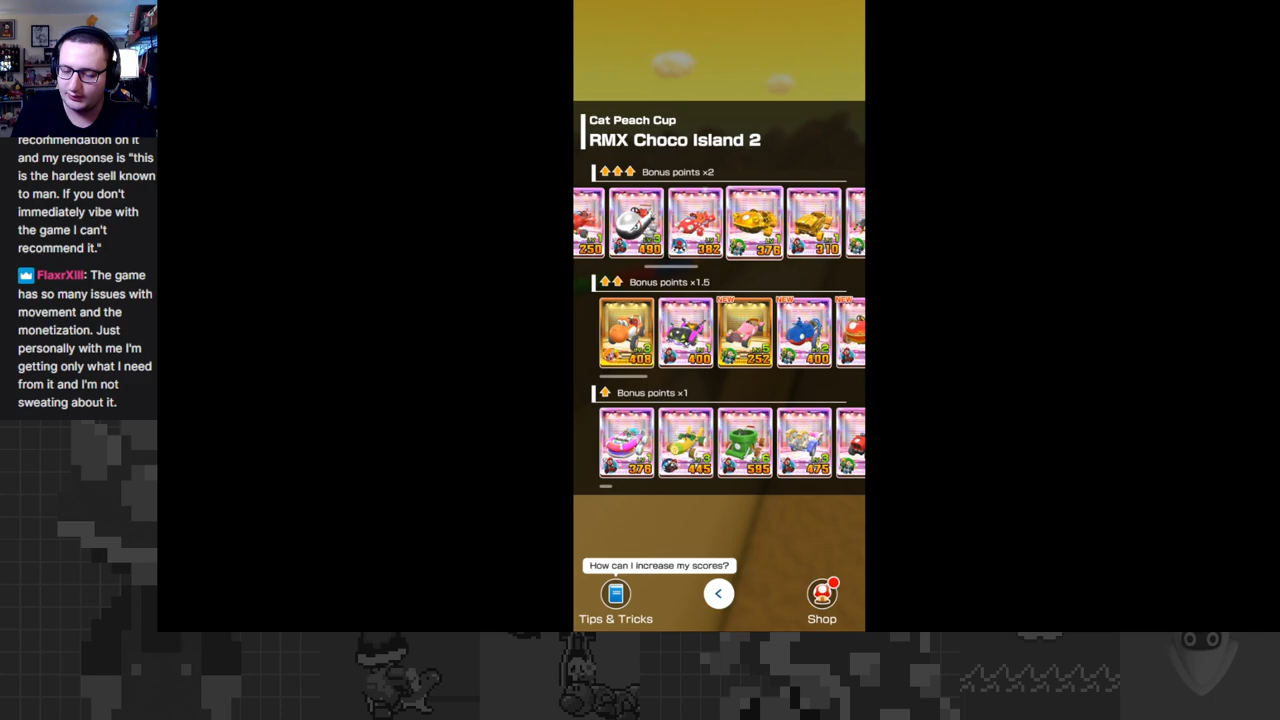 recommendation on it
and my response is "this
is the hardest sell known
to man. If you don't
immediately vibe with
the game I can't
recommend it."
FlaxrXIII: The game
has so many issues with
movement and the
monetization. Just
personally with me I'm
getting only what I need
from it and I'm not
sweating about it.
Cat Peach Cup
RMX Choco Island 2
Bonus points ×2
250 490 382 376 310
Bonus points ×1.5
NEW NEW NEW
408 400 252 400
Bonus points ×1
376 445 595 475
How can I increase my scores?
Tips & Tricks
Shop